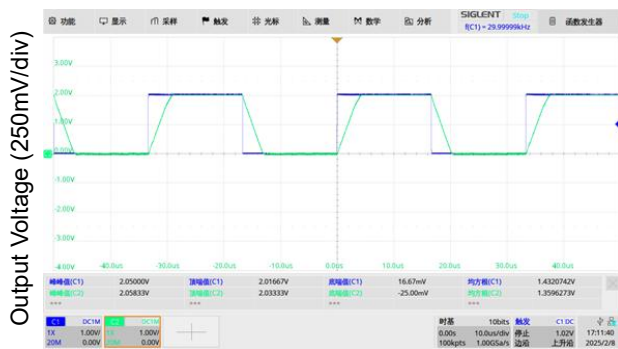 功能 显示 采样 触发 光标 测量 数学 分析 SIGLENT Stop f(C1) = 29.99999kHz 函数发生器
Output Voltage (250mV/div)
3.00V
2.00V
1.00V
0.00V
-1.00V
-2.00V
-3.00V
-4.00V
-40.0us -30.0us -20.0us -10.0us 0.0us 10.0us 20.0us 30.0us 40.0us
峰峰值(C1) 2.05000V 顶端值(C1) 2.01667V 底端值(C1) 16.67mV 均方根(C1) 1.4320742V
峰峰值(C2) 2.05833V 顶端值(C2) 2.03333V 底端值(C2) -25.00mV 均方根(C2) 1.3596273V
C1 DC1M C2 DC1M 时基 10bits 触发 C1 DC 17:11:40
1X 1.00V/ 1X 1.00V/ 0.00s 10.0us/div 停止 1.02V 2025/2/8
20M 0.00V 20M 0.00V 100kpts 1.00GSa/s 边沿 上升沿